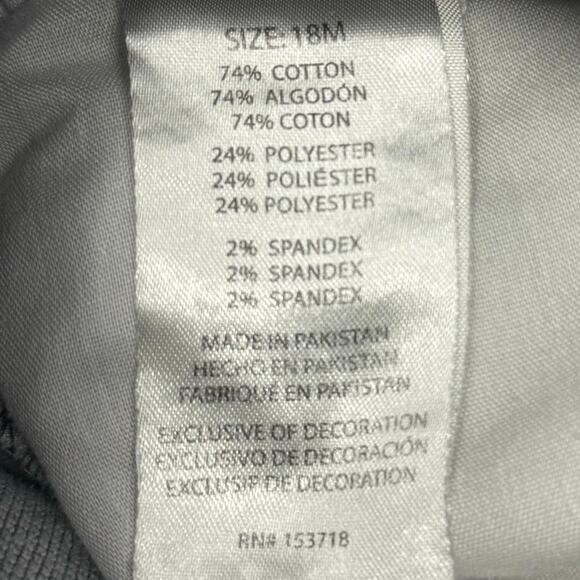 SIZE: 18M
74% COTTON
74% ALGODÓN
74% COTON
24% POLYESTER
24% POLIÉSTER
24% POLYESTER
2% SPANDEX
2% SPANDEX
2% SPANDEX
MADE IN PAKISTAN
HECHO EN PAKISTAN
FABRIQUÉ EN PAKISTAN
EXCLUSIVE OF DECORATION
EXCLUSIVO DE DECORACIÓN
EXCLUSIF DE DECORATION
RN# 153718